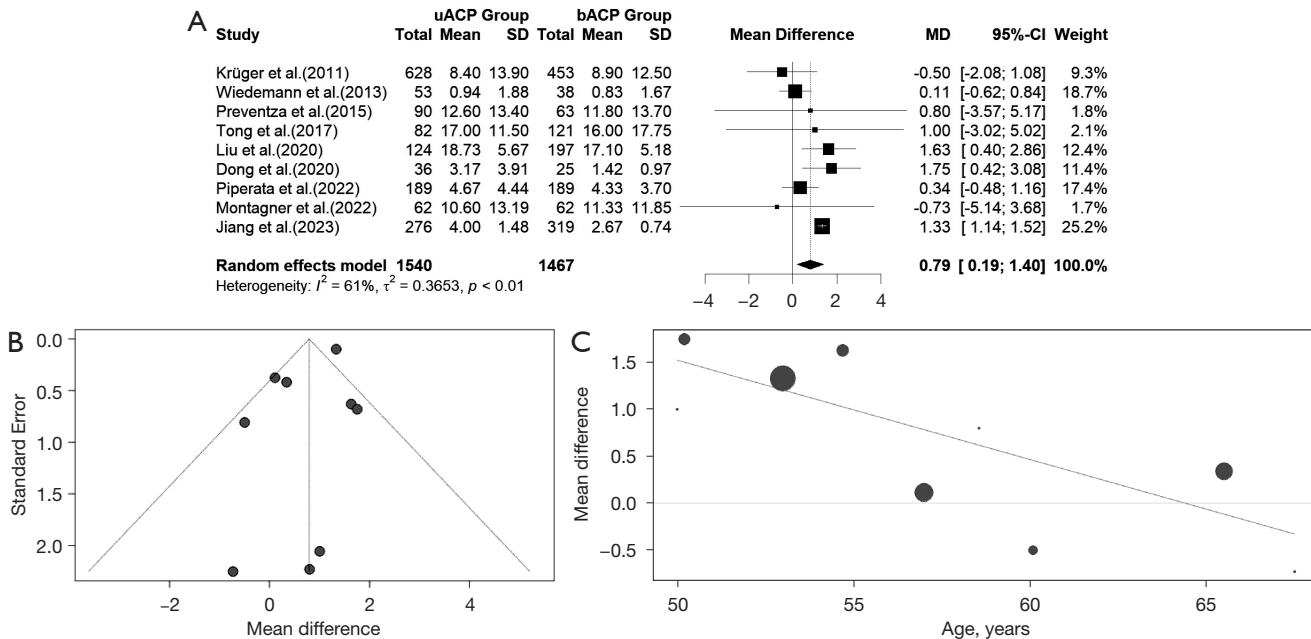 A
uACP Group bACP Group
Study Total Mean SD Total Mean SD Mean Difference MD 95%-CI Weight
Krüger et al.(2011) 628 8.40 13.90 453 8.90 12.50 -0.50 [-2.08; 1.08] 9.3%
Wiedemann et al.(2013) 53 0.94 1.88 38 0.83 1.67 0.11 [-0.62; 0.84] 18.7%
Preventza et al.(2015) 90 12.60 13.40 63 11.80 13.70 0.80 [-3.57; 5.17] 1.8%
Tong et al.(2017) 82 17.00 11.50 121 16.00 17.75 1.00 [-3.02; 5.02] 2.1%
Liu et al.(2020) 124 18.73 5.67 197 17.10 5.18 1.63 [ 0.40; 2.86] 12.4%
Dong et al.(2020) 36 3.17 3.91 25 1.42 0.97 1.75 [ 0.42; 3.08] 11.4%
Piperata et al.(2022) 189 4.67 4.44 189 4.33 3.70 0.34 [-0.48; 1.16] 17.4%
Montagner et al.(2022) 62 10.60 13.19 62 11.33 11.85 -0.73 [-5.14; 3.68] 1.7%
Jiang et al.(2023) 276 4.00 1.48 319 2.67 0.74 1.33 [ 1.14; 1.52] 25.2%
Random effects model 1540 1467 0.79 [ 0.19; 1.40] 100.0%
Heterogeneity: I² = 61%, τ² = 0.3653, p < 0.01
−4 −2 0 2 4
B
Standard Error
0.0
0.5
1.0
1.5
2.0
−2 0 2 4
Mean difference
C
Mean difference
1.5
1.0
0.5
0.0
−0.5
50 55 60 65
Age, years